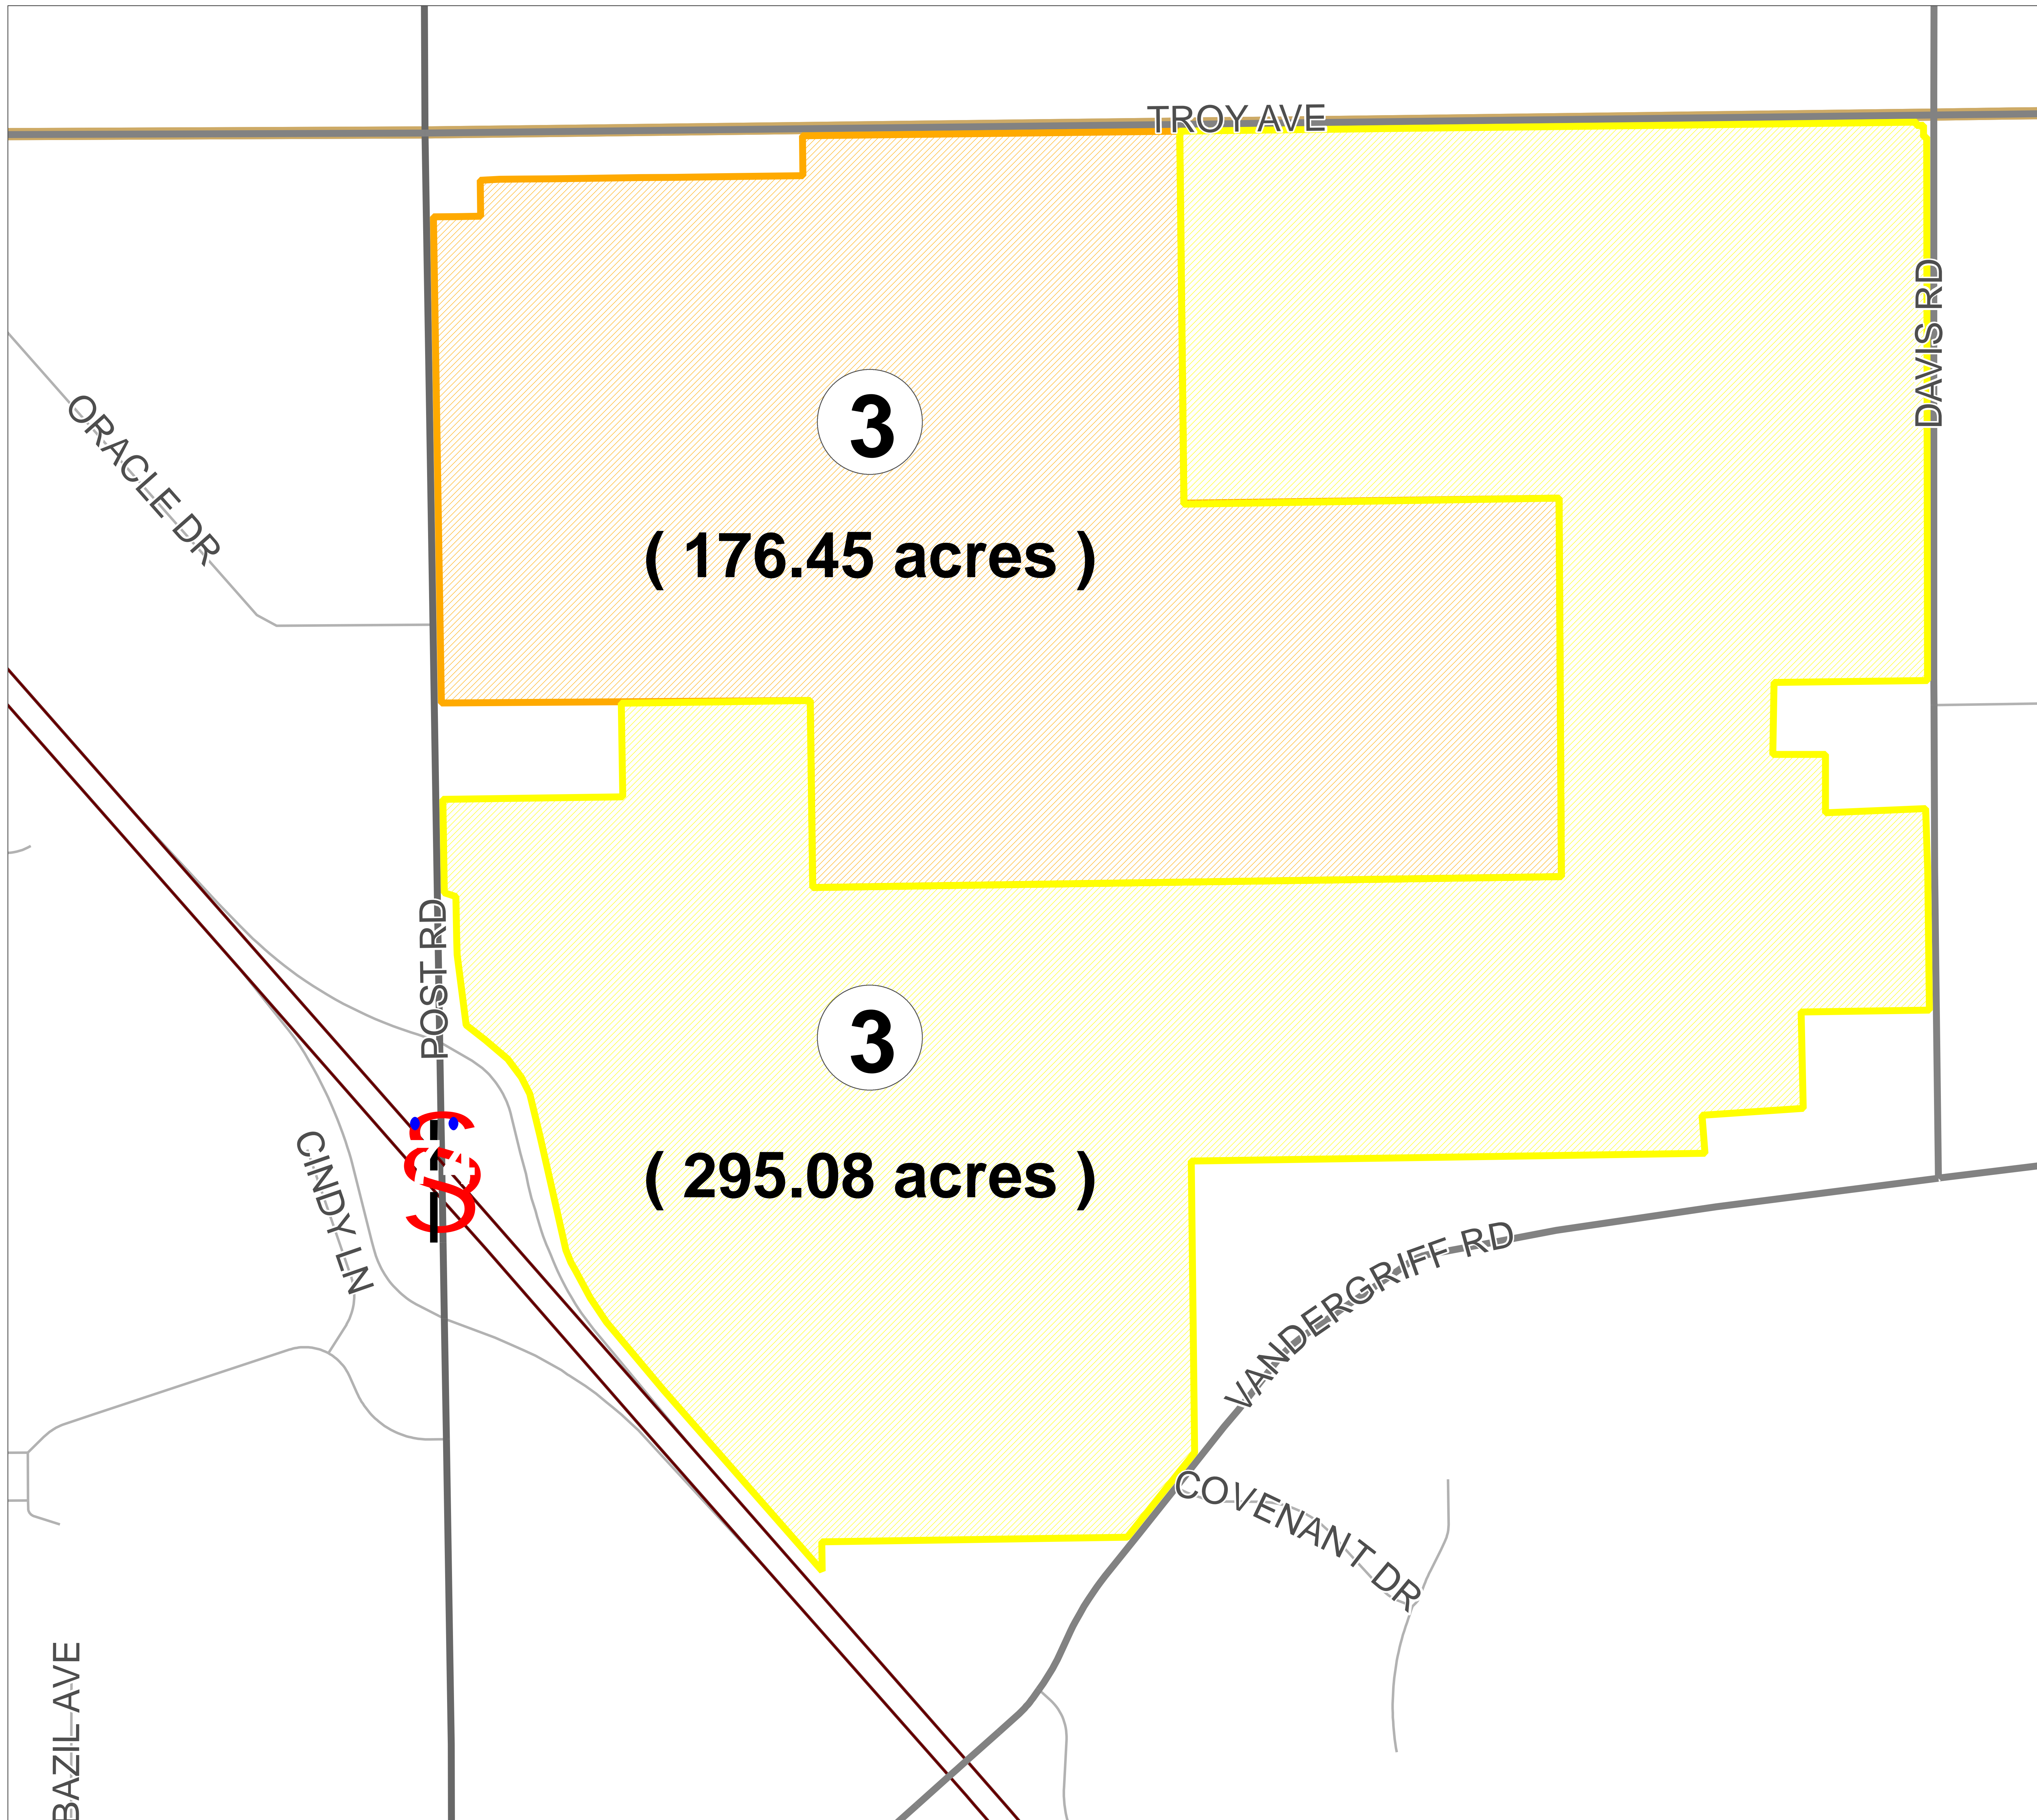 TROY AVE
DAVIS RD
ORACLE DR
3
( 176.45 acres )
POST RD
3
( 295.08 acres )
CINDY LN
VANDERGRIFF RD
COVENANT DR
BAZIL AVE